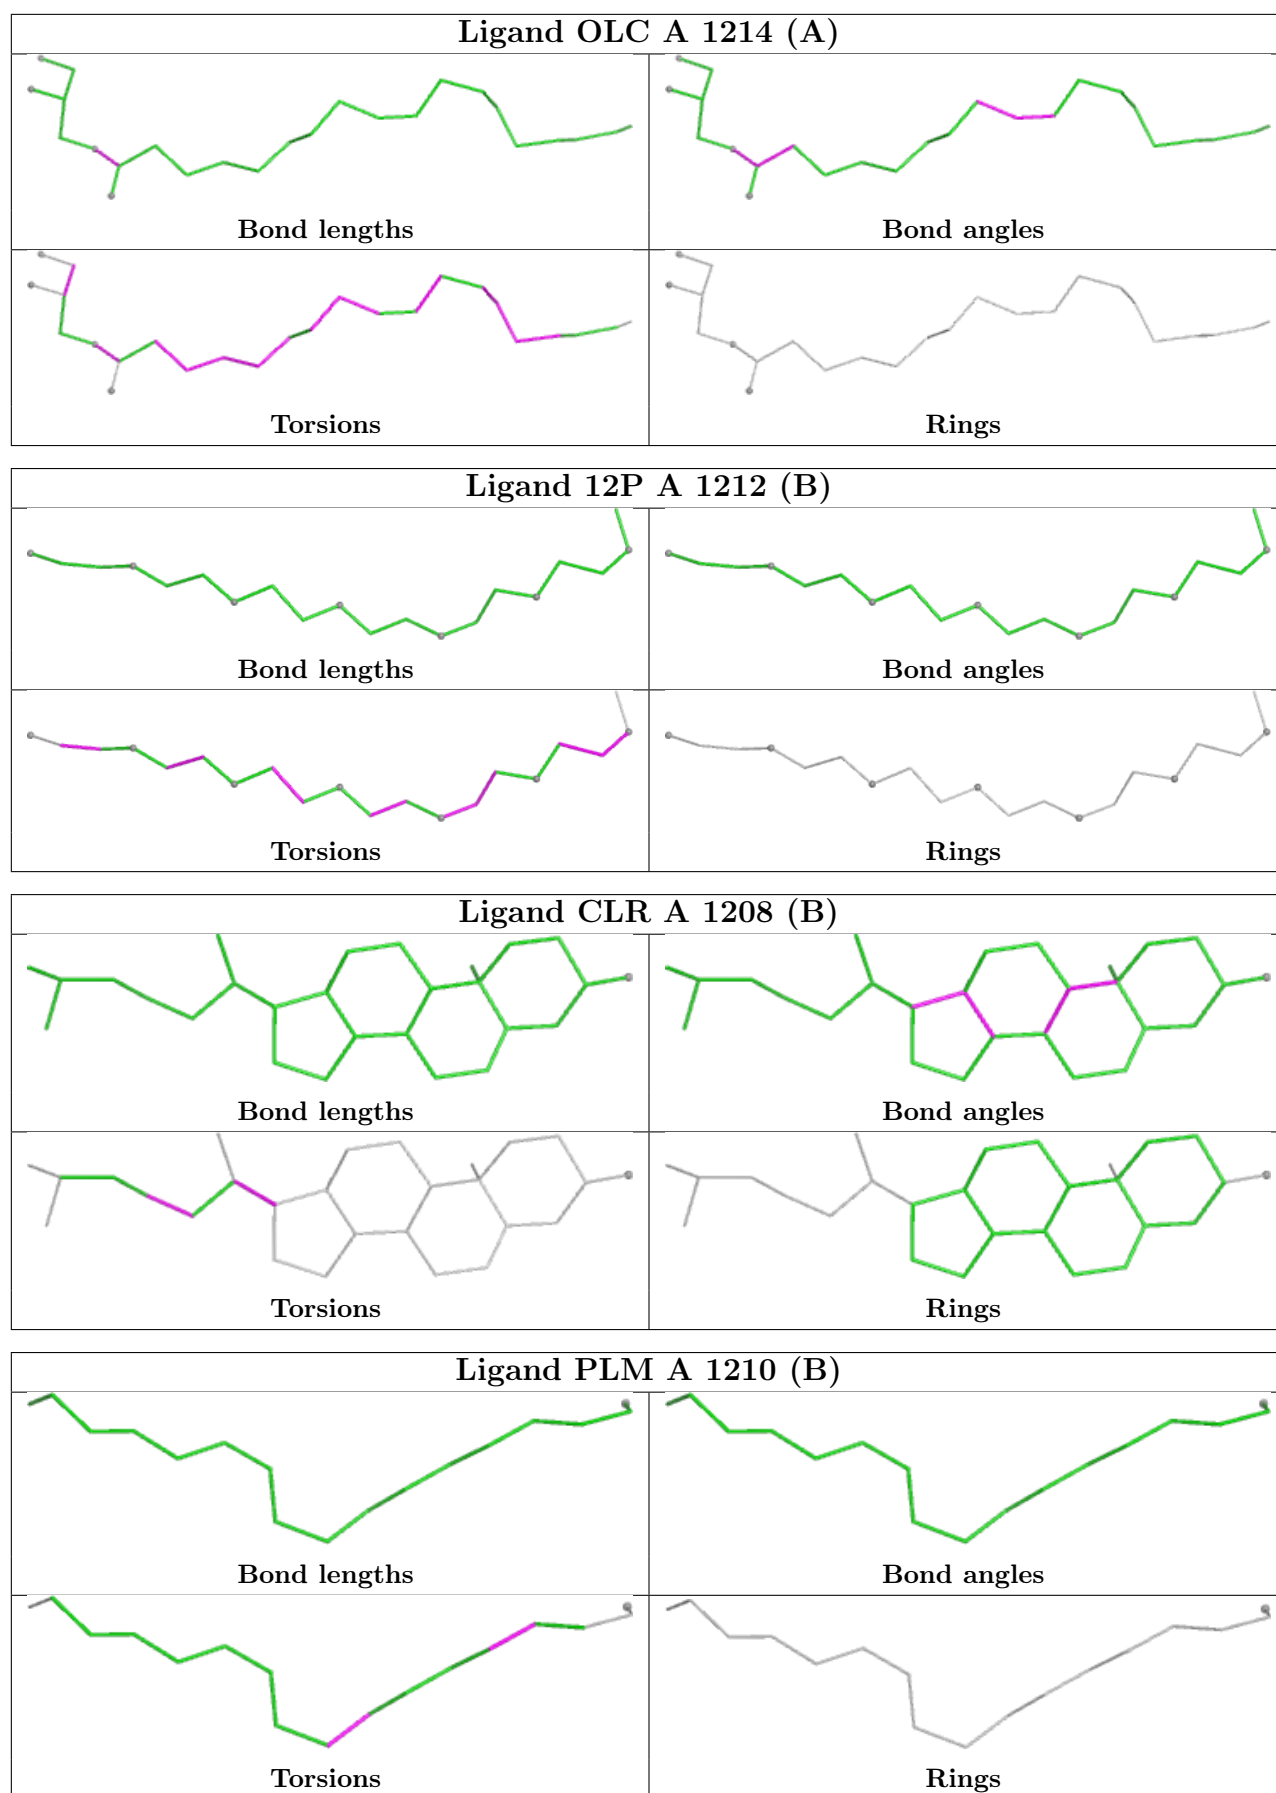 Ligand OLC A 1214 (A)
Bond lengths
Bond angles
Torsions
Rings
Ligand 12P A 1212 (B)
Bond lengths
Bond angles
Torsions
Rings
Ligand CLR A 1208 (B)
Bond lengths
Bond angles
Torsions
Rings
Ligand PLM A 1210 (B)
Bond lengths
Bond angles
Torsions
Rings